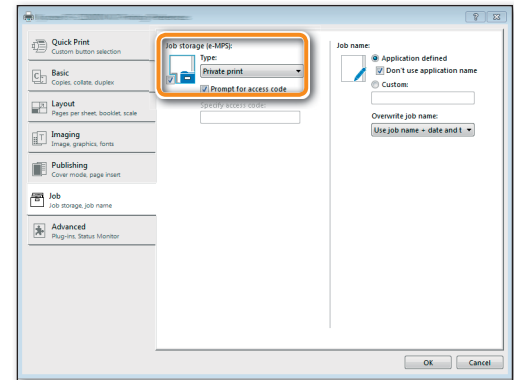 Quick Print
Custom button selection
Basic
Copies, collate, duplex
Layout
Pages per sheet, booklet, scale
Imaging
Image, graphics, fonts
Publishing
Cover mode, page insert
Job
Job storage, job name
Advanced
Plug-ins, Status Monitor
Job storage (e-MPS):
Type:
Private print
Prompt for access code
Specify access code:
Job name:
Application defined
Don't use application name
Custom:
Overwrite job name:
Use job name + date and t
OK
Cancel